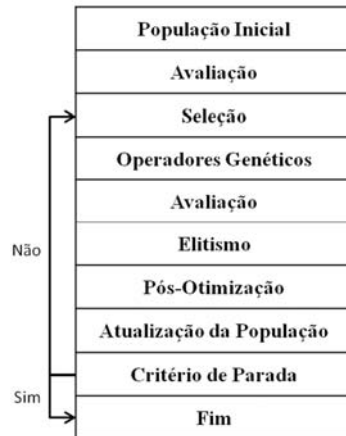 População Inicial
Avaliação
Seleção
Operadores Genéticos
Avaliação
Não
Elitismo
Pós-Otimização
Atualização da População
Critério de Parada
Sim
Fim